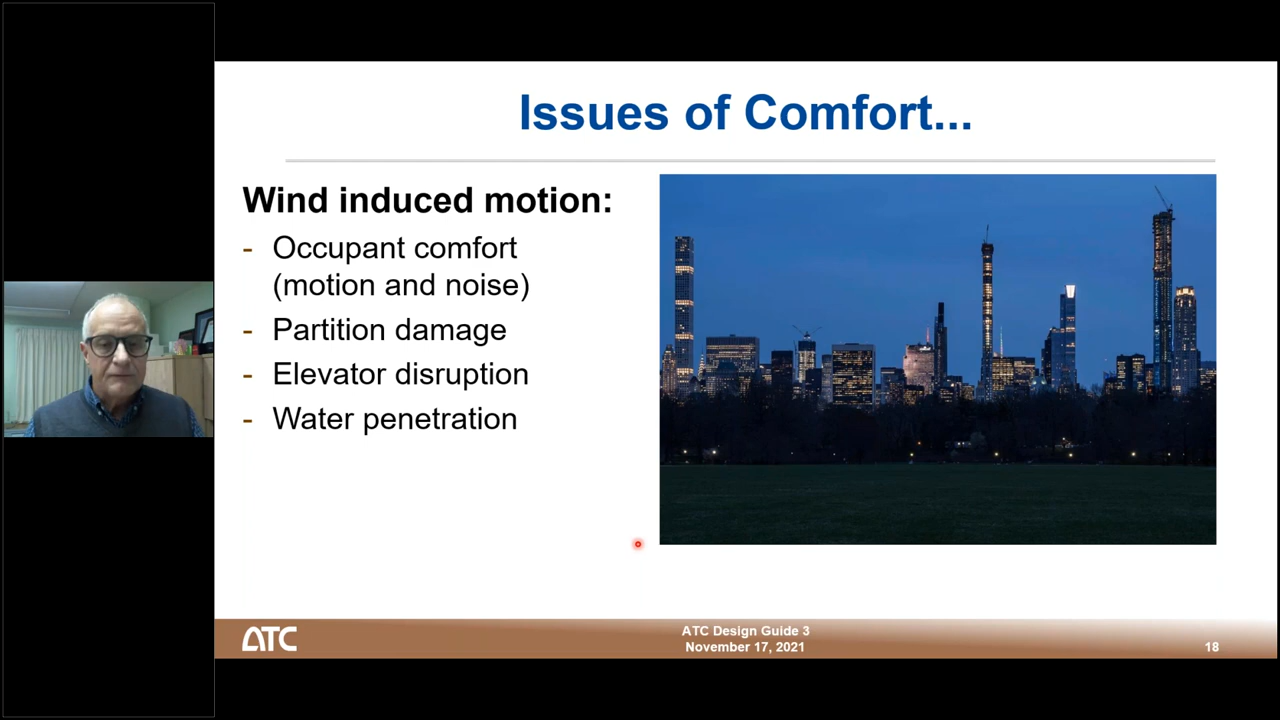 Issues of Comfort...
Wind induced motion:
- Occupant comfort
(motion and noise)
- Partition damage
- Elevator disruption
- Water penetration
ATC
ATC Design Guide 3
November 17, 2021
18